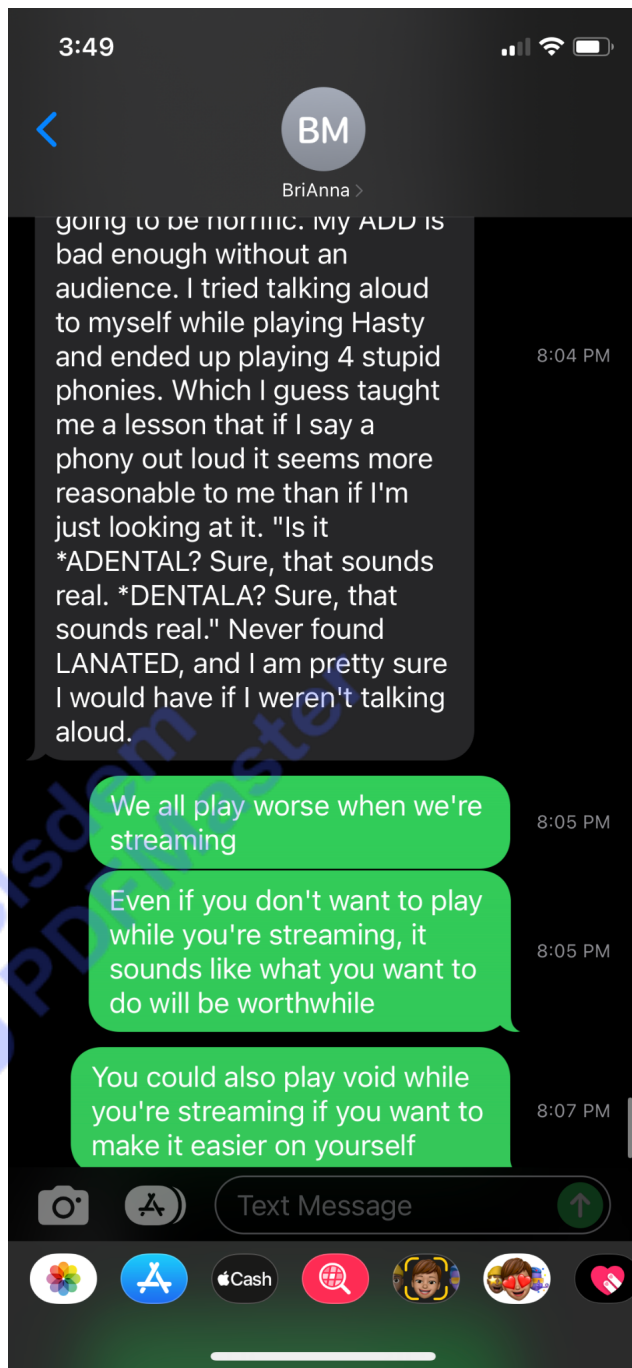 3:49
BM
BriAnna
going to be horrific. My ADD is
bad enough without an
audience. I tried talking aloud
to myself while playing Hasty
and ended up playing 4 stupid
8:04 PM
phonies. Which I guess taught
me a lesson that if I say a
phony out loud it seems more
reasonable to me than if I'm
just looking at it. "Is it
*ADENTAL? Sure, that sounds
real. *DENTALA? Sure, that
sounds real." Never found
LANATED, and I am pretty sure
I would have if I weren't talking
aloud.
We all play worse when we're
streaming
8:05 PM
Even if you don't want to play
while you're streaming, it
sounds like what you want to
do will be worthwhile
8:05 PM
You could also play void while
you're streaming if you want to
make it easier on yourself
8:07 PM
Text Message
Cash
PDFMaster